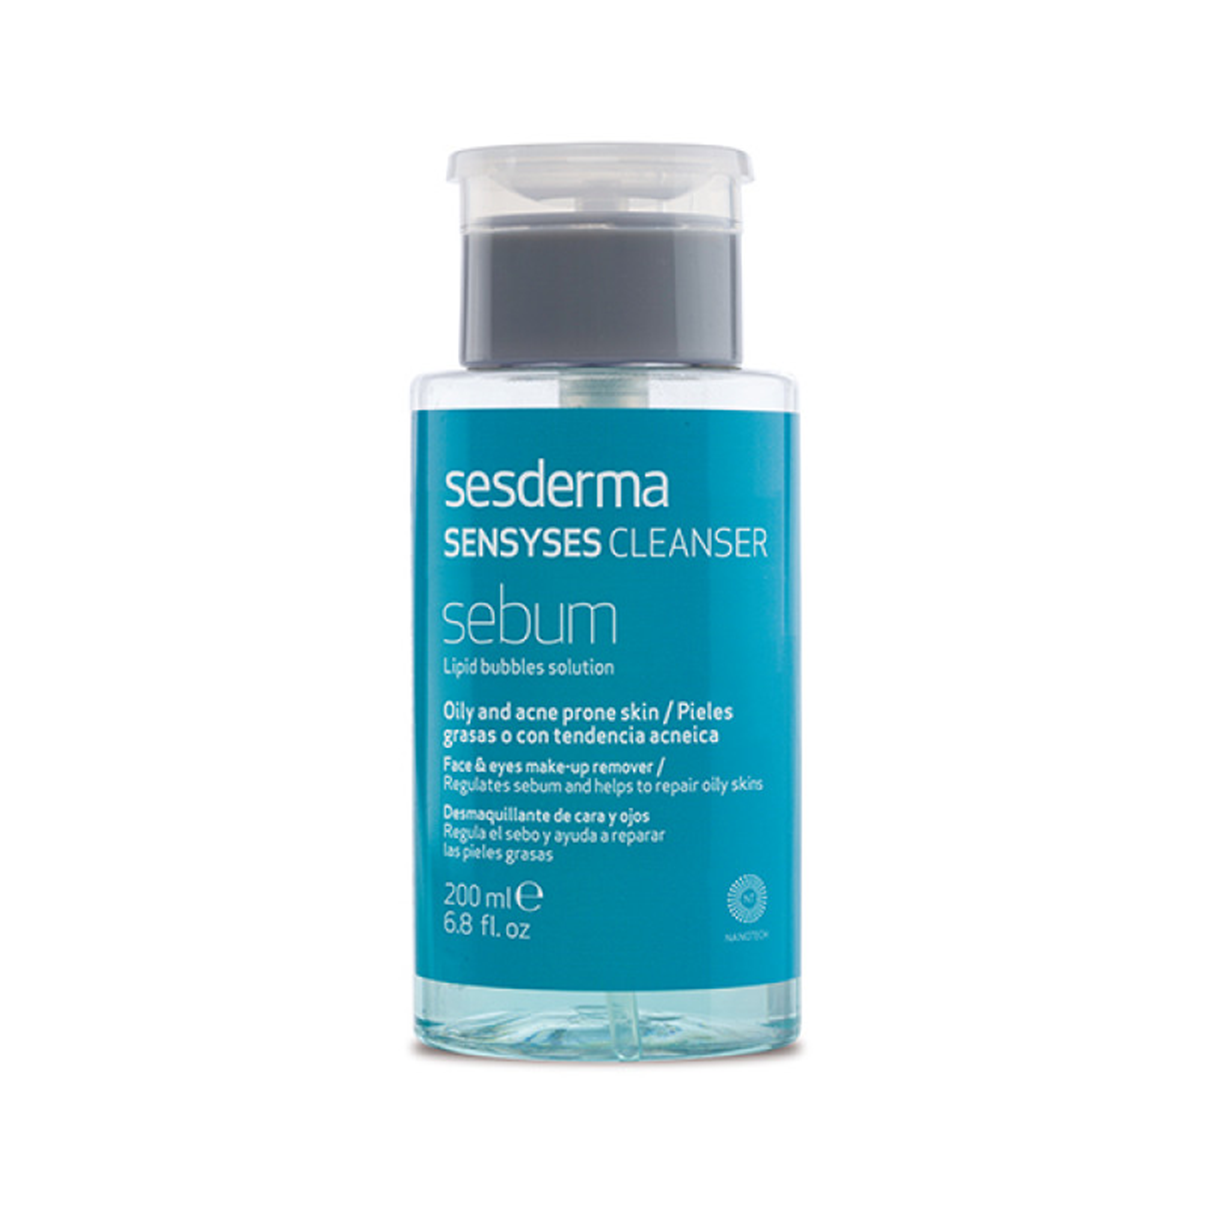 sesderma
SENSYSES CLEANSER
sebum
Lipid bubbles solution
Oily and acne prone skin / Pieles
grasas o con tendencia acneica
Face & eyes make-up remover /
Regulates sebum and helps to repair oily skins
Desmaquillante de cara y ojos
Regula el sebo y ayuda a reparar
las pieles grasas
200 ml ℮
6.8 fl. oz
NT
NANOTECH